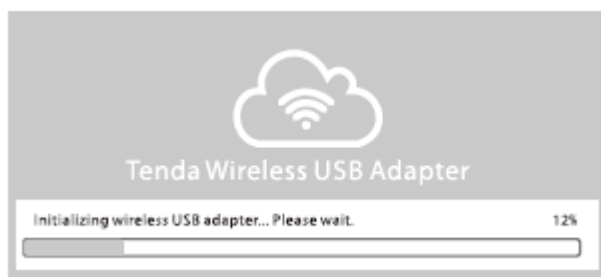 Tenda Wireless USB Adapter
Initializing wireless USB adapter... Please wait. 12%